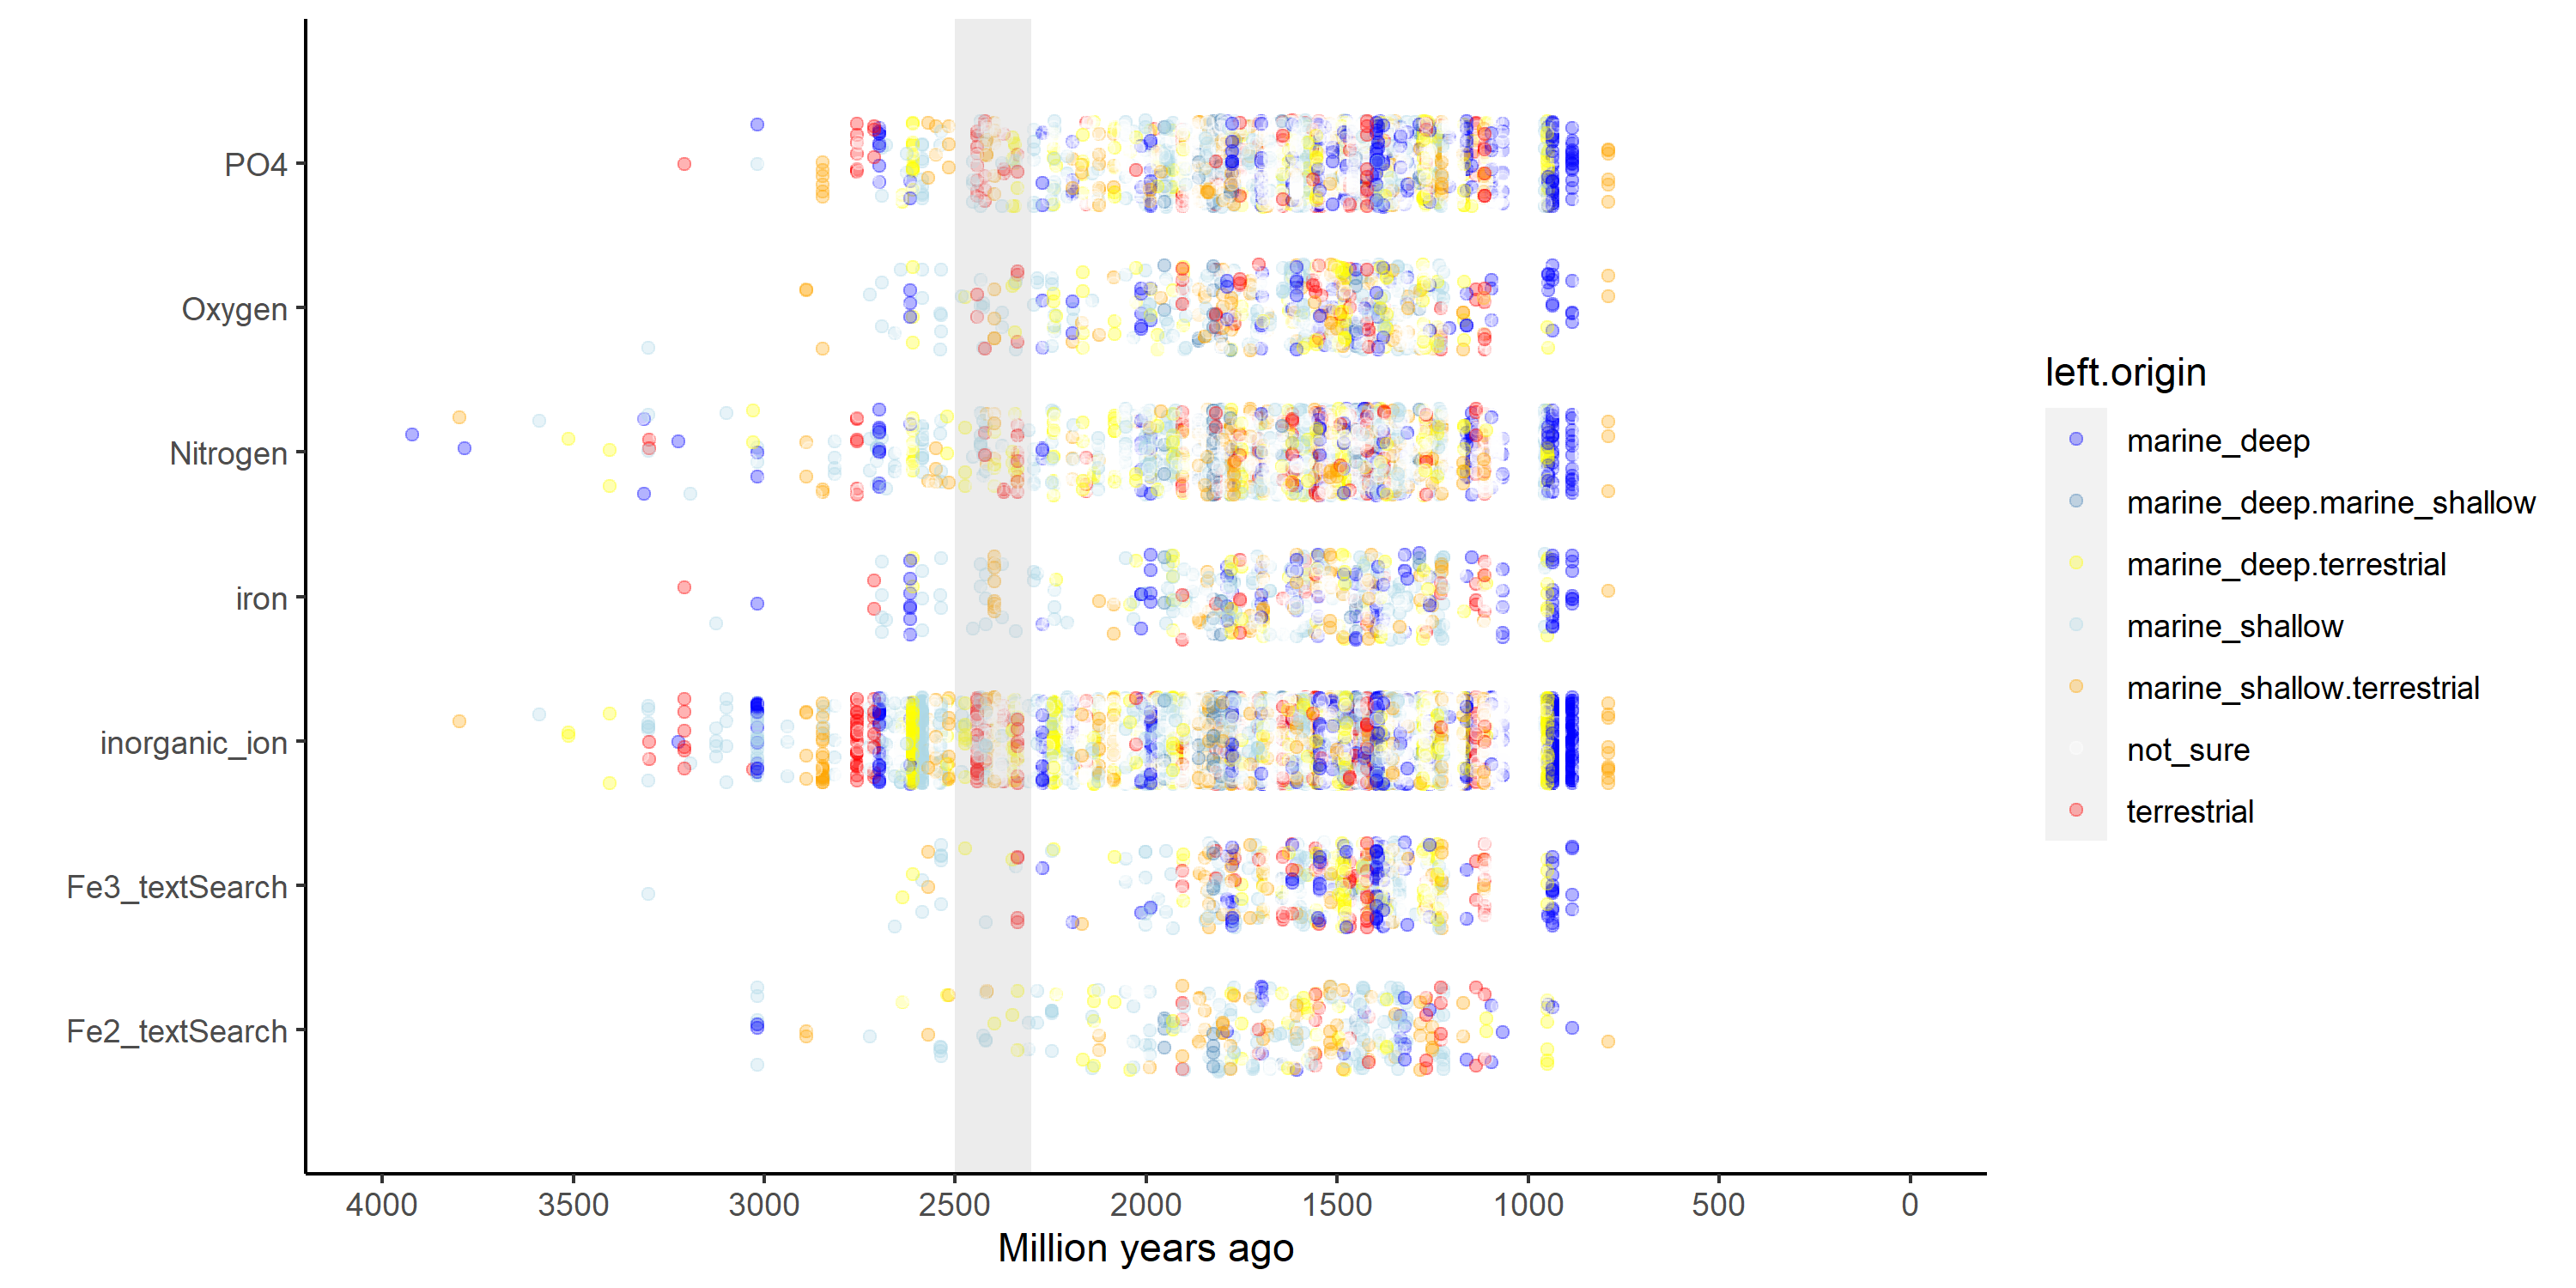 PO4
Oxygen
Nitrogen
iron
inorganic_ion
Fe3_textSearch
Fe2_textSearch
4000 3500 3000 2500 2000 1500 1000 500 0
Million years ago
left.origin
marine_deep
marine_deep.marine_shallow
marine_deep.terrestrial
marine_shallow
marine_shallow.terrestrial
not_sure
terrestrial